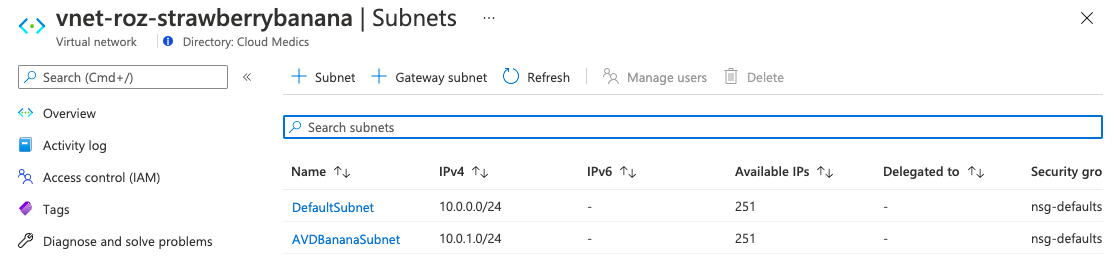 vnet-roz-strawberrybanana | Subnets ...
Virtual network Directory: Cloud Medics
Search (Cmd+/) « + Subnet + Gateway subnet Refresh Manage users Delete
Overview
Search subnets
Activity log
Name IPv4 IPv6 Available IPs Delegated to Security gro
Access control (IAM)
Tags DefaultSubnet 10.0.0.0/24 - 251 - nsg-defaults
Diagnose and solve problems AVDBananaSubnet 10.0.1.0/24 - 251 - nsg-defaults